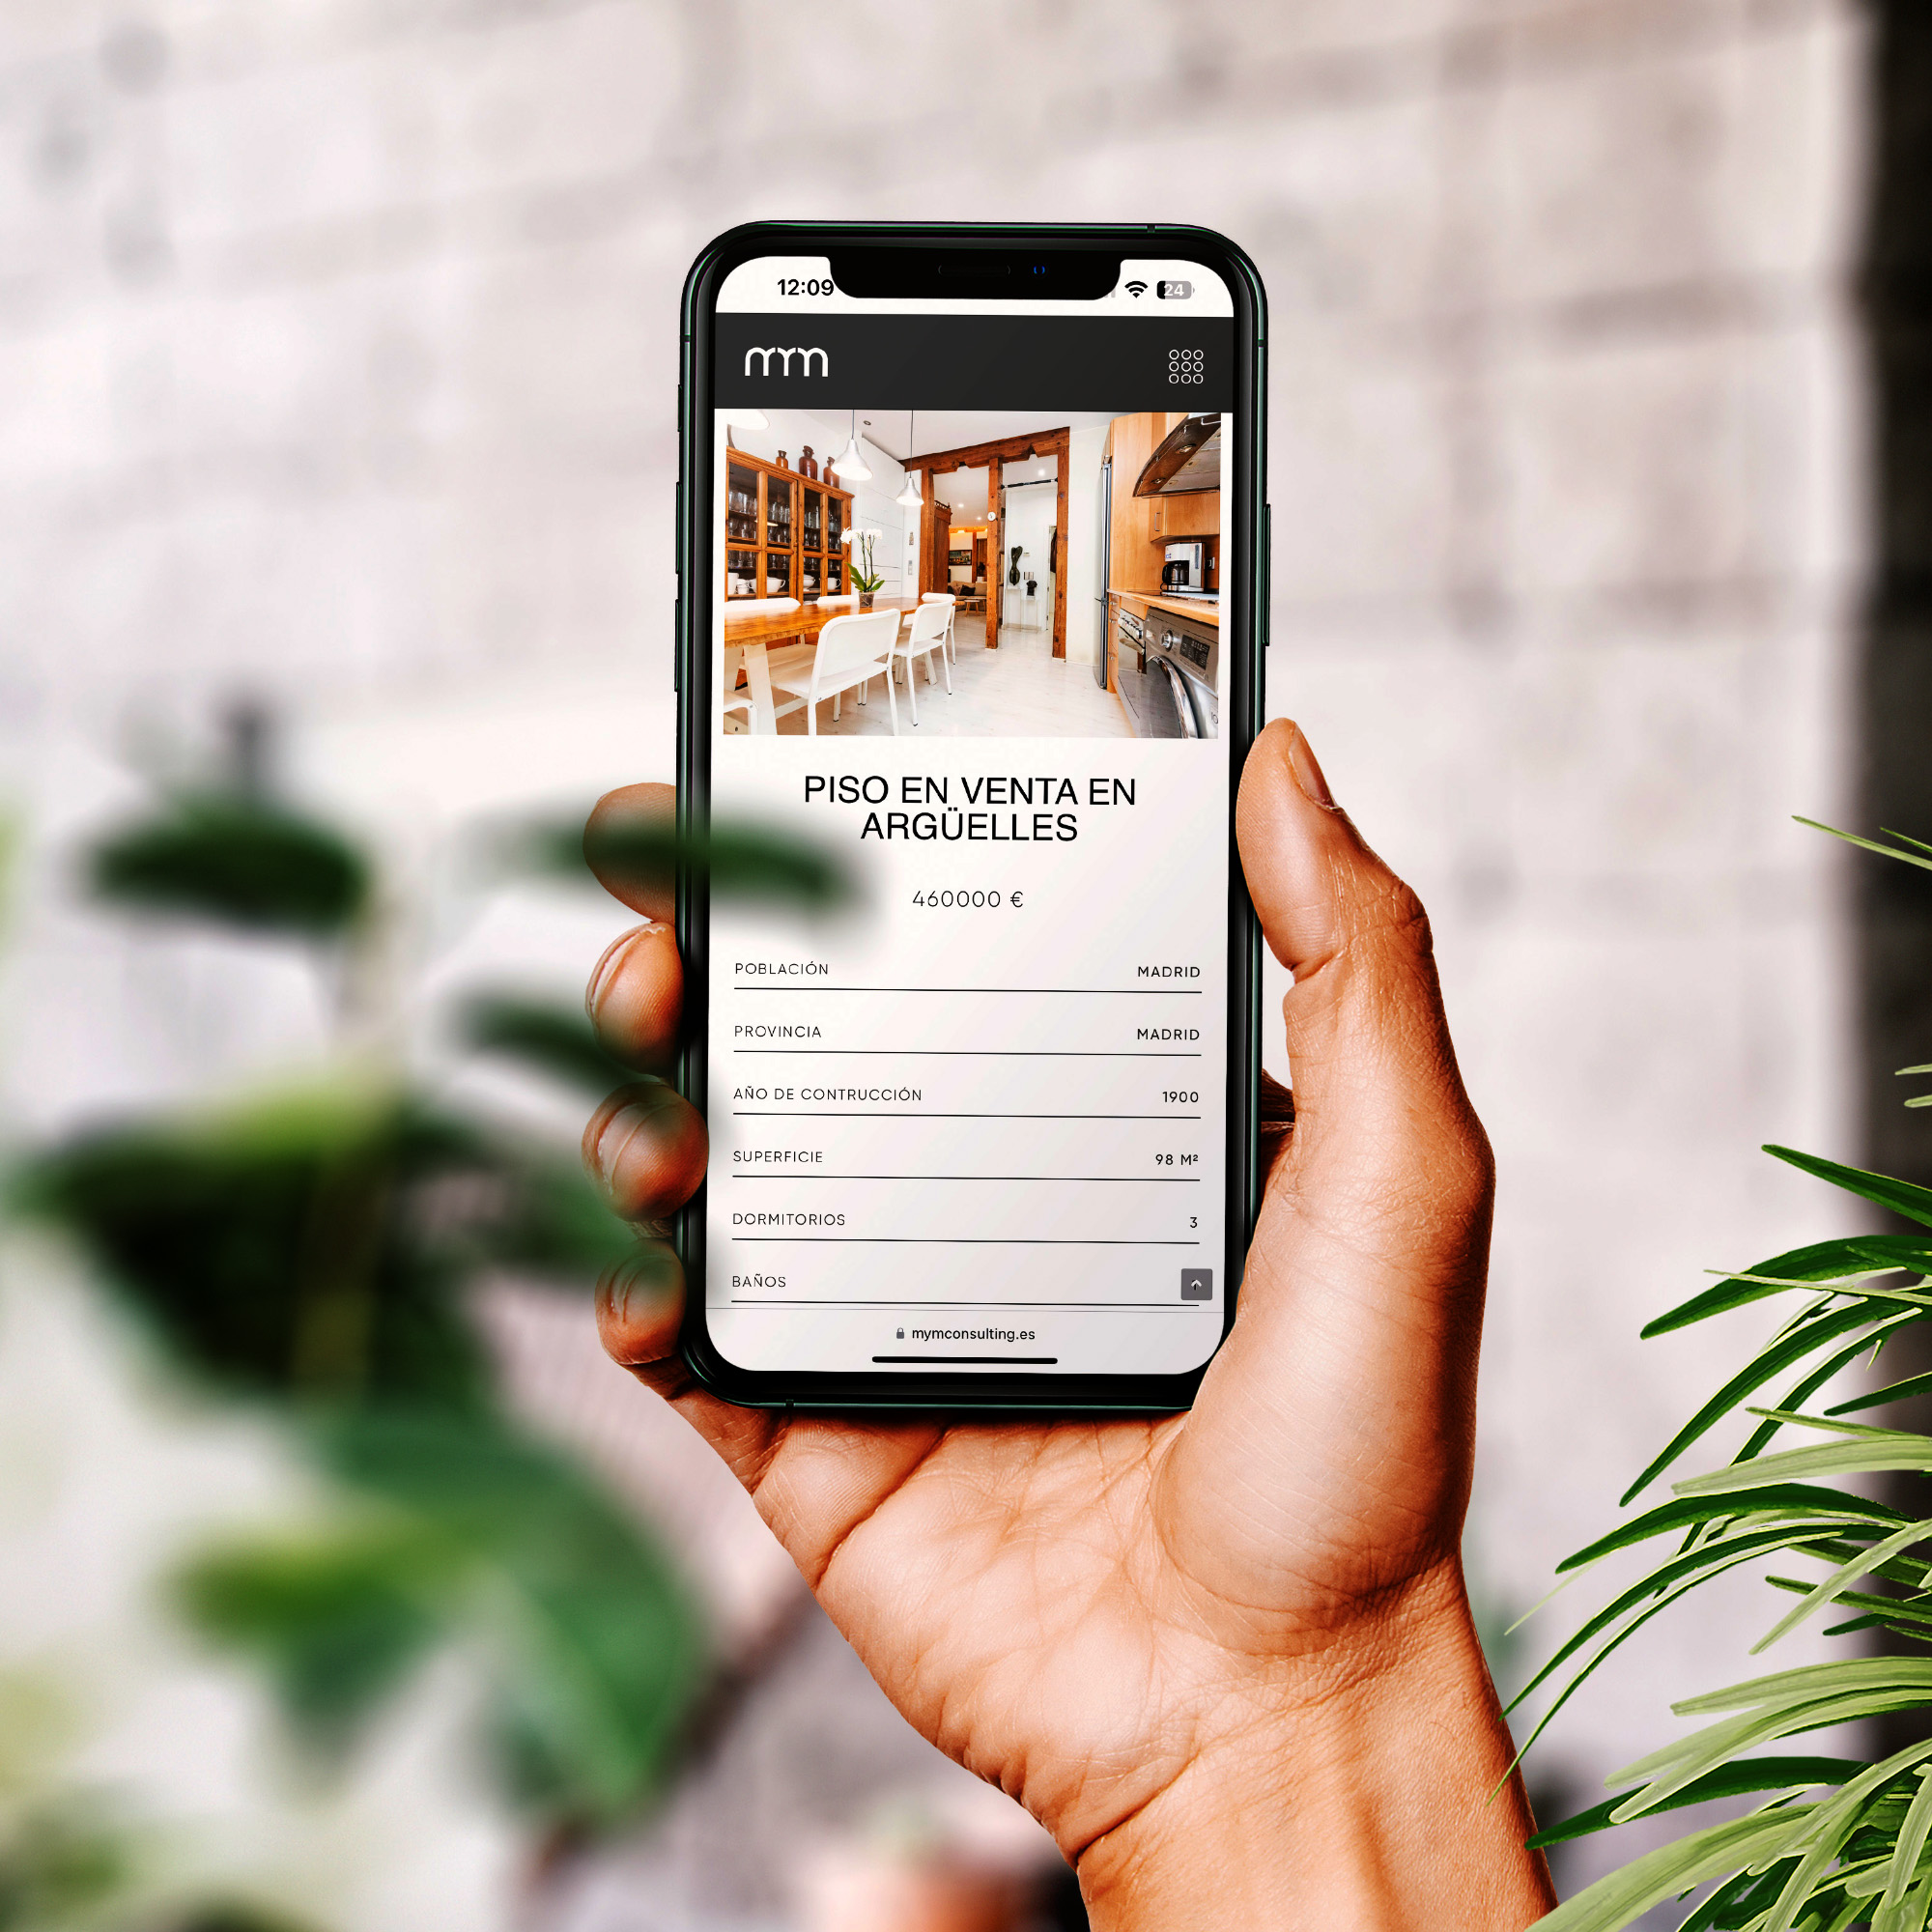 12:09
24
mym
PISO EN VENTA EN
ARGÜELLES
460000 €
POBLACIÓN MADRID
PROVINCIA MADRID
AÑO DE CONTRUCCIÓN 1900
SUPERFICIE 98 M²
DORMITORIOS 3
BAÑOS
mymconsulting.es